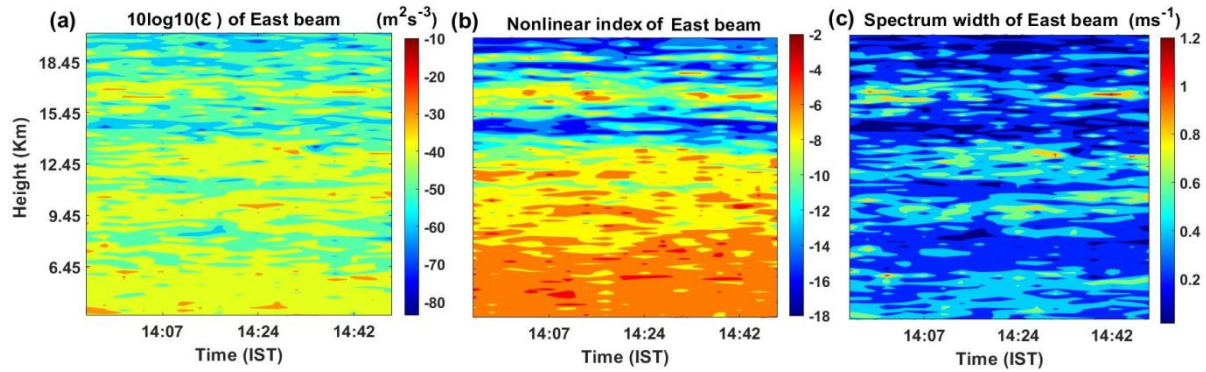 (a) 10log10(Ɛ) of East beam (m²s⁻³)
Height (Km)
18.45
15.45
12.45
9.45
6.45
14:07 14:24 14:42
Time (IST)
-10
-20
-30
-40
-50
-60
-70
-80
(b) Nonlinear index of East beam
14:07 14:24 14:42
Time (IST)
-2
-4
-6
-8
-10
-12
-14
-16
-18
(c) Spectrum width of East beam (ms⁻¹)
14:07 14:24 14:42
Time (IST)
1.2
1
0.8
0.6
0.4
0.2